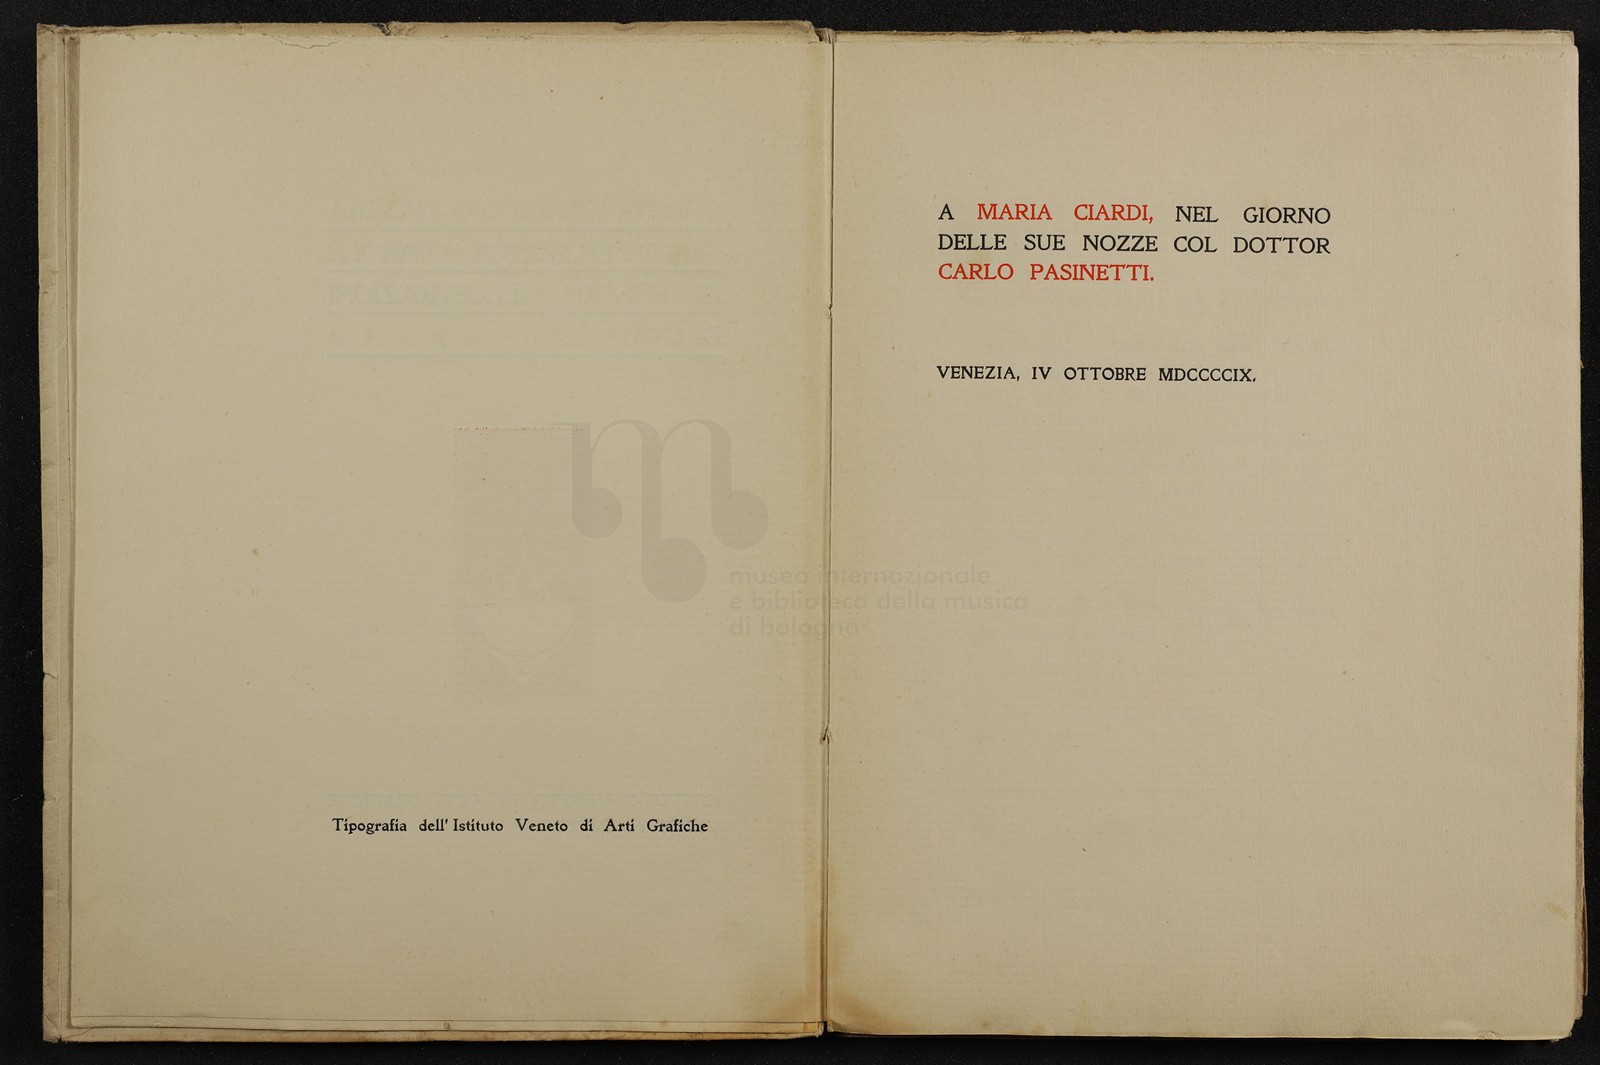 Tipografia dell' Istituto Veneto di Arti Grafiche
A MARIA CIARDI, NEL GIORNO
DELLE SUE NOZZE COL DOTTOR
CARLO PASINETTI.
VENEZIA, IV OTTOBRE MDCCCCIX.
museo internazionale
e biblioteca della musica
di bologna